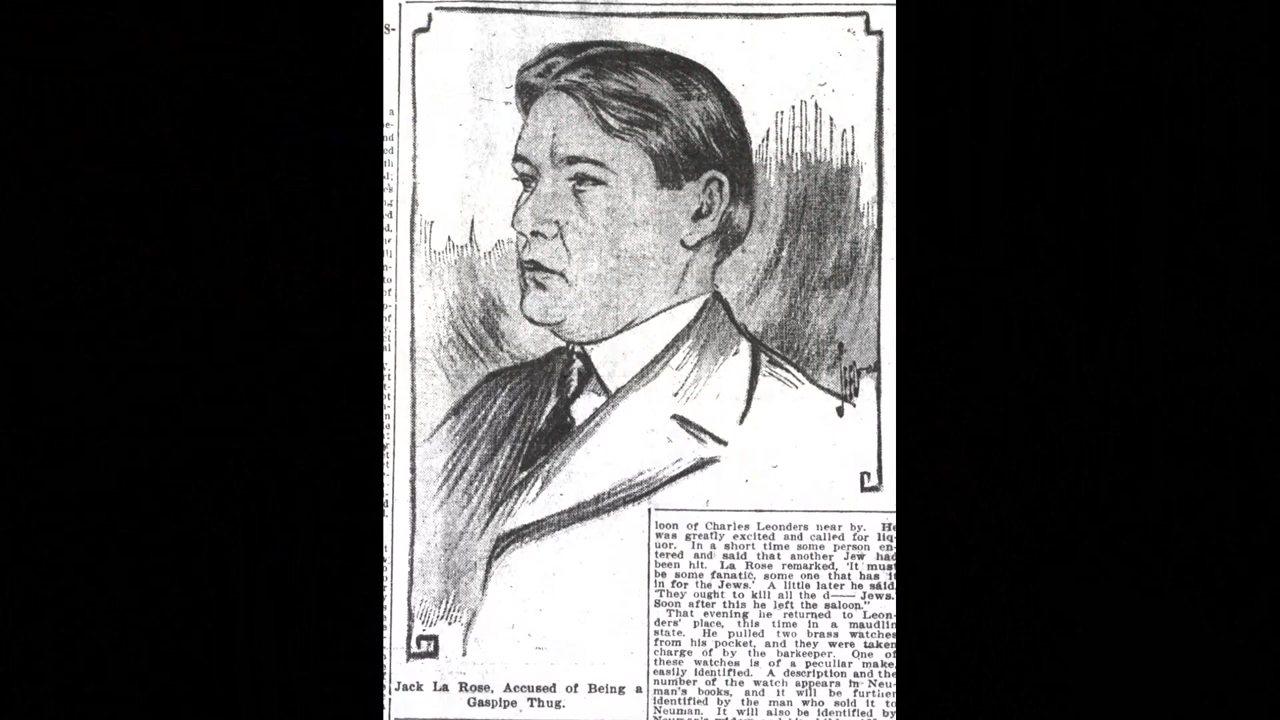 Jack La Rose, Accused of Being a
Gaspipe Thug.
loon of Charles Leonders near by. He
was greatly excited and called for liq-
uor. In a short time some person en-
tered and said that another Jew had
been hit. La Rose remarked, 'It must
be some fanatic, some one that has it
in for the Jews.' A little later he said,
'They ought to kill all the d—— Jews.'
Soon after this he left the saloon."
That evening he returned to Leon-
ders' place, this time in a maudlin
state. He pulled two brass watches
from his pocket, and they were taken
charge of by the barkeeper. One of
these watches is of a peculiar make,
easily identified. A description and the
number of the watch appears in Neu-
man's books, and it will be further
identified by the man who sold it to
Neuman. It will also be identified by